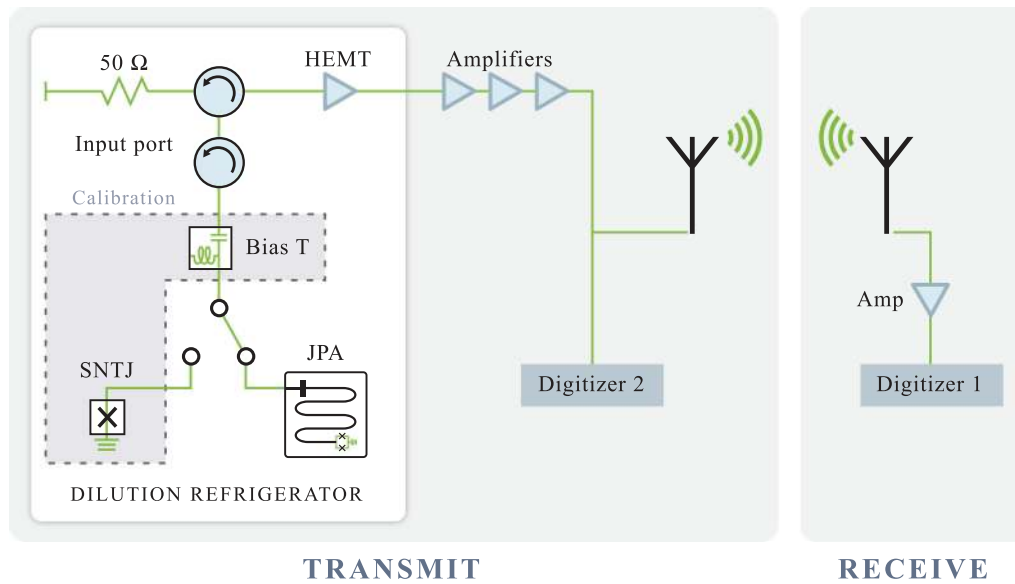 50 Ω
HEMT
Amplifiers
Input port
Calibration
Bias T
Amp
JPA
SNTJ
Digitizer 2
Digitizer 1
DILUTION REFRIGERATOR
TRANSMIT
RECEIVE